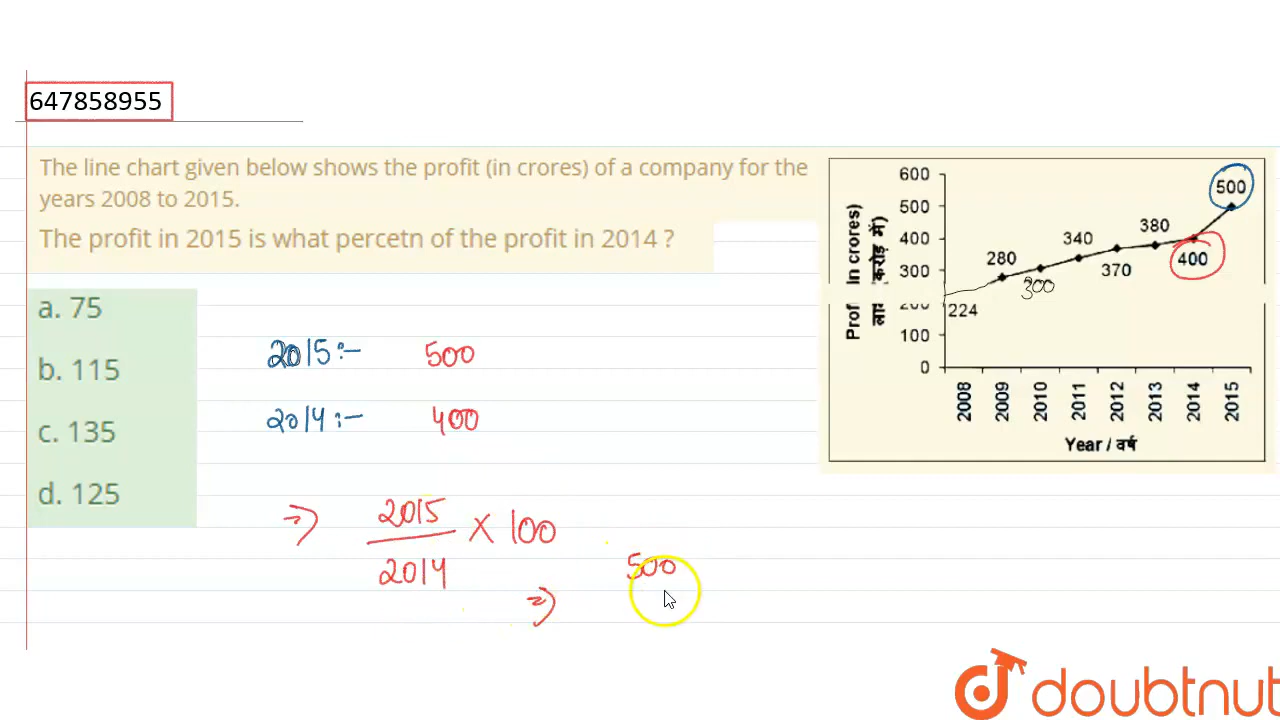 647858955
The line chart given below shows the profit (in crores) of a company for the
years 2008 to 2015.
The profit in 2015 is what percetn of the profit in 2014 ?
a. 75
b. 115
c. 135
d. 125
2015 :-    500
2014 :-    400
⇒ 2015
2014
× 100
⇒ 500
in crores)
करोड़ में)
600
500
400
300
100
0
224
280
300
340
370
380
400
500
2008 2009 2010 2011 2012 2013 2014 2015
Year / वर्ष
doubtnut